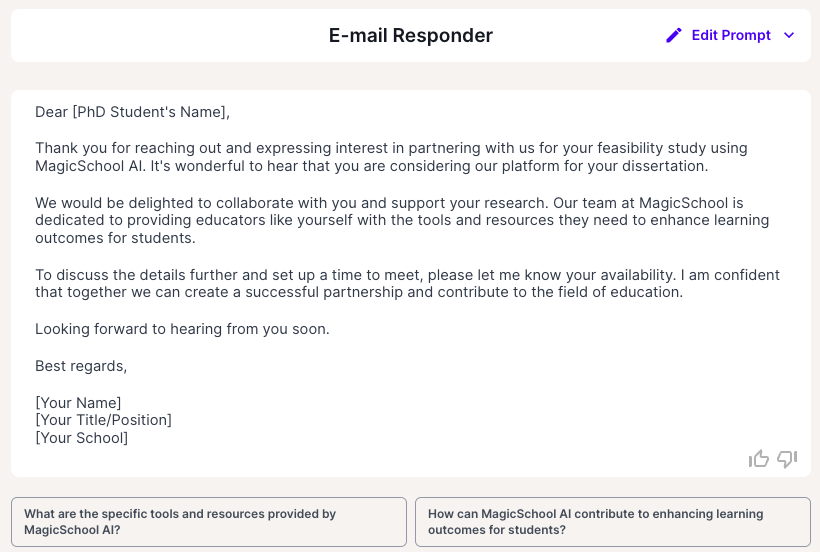 E-mail Responder
Edit Prompt
Dear [PhD Student's Name],
Thank you for reaching out and expressing interest in partnering with us for your feasibility study using
MagicSchool AI. It's wonderful to hear that you are considering our platform for your dissertation.
We would be delighted to collaborate with you and support your research. Our team at MagicSchool is
dedicated to providing educators like yourself with the tools and resources they need to enhance learning
outcomes for students.
To discuss the details further and set up a time to meet, please let me know your availability. I am confident
that together we can create a successful partnership and contribute to the field of education.
Looking forward to hearing from you soon.
Best regards,
[Your Name]
[Your Title/Position]
[Your School]
What are the specific tools and resources provided by
MagicSchool AI?
How can MagicSchool AI contribute to enhancing learning
outcomes for students?